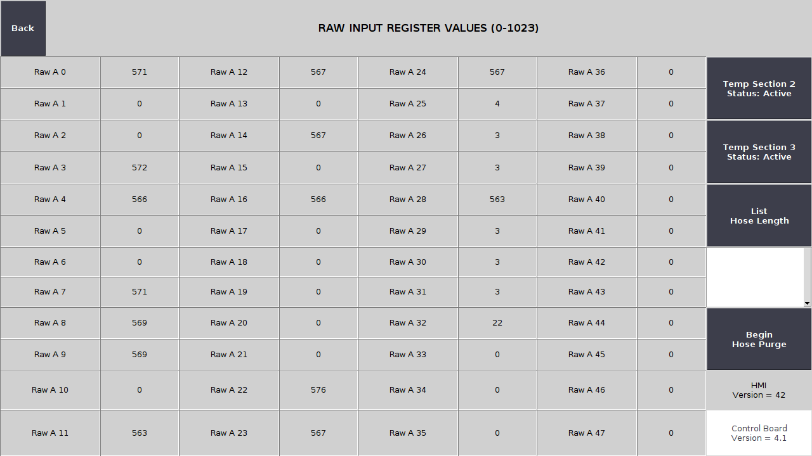 Back
RAW INPUT REGISTER VALUES (0-1023)
Raw A 0 571 Raw A 12 567 Raw A 24 567 Raw A 36 0
Temp Section 2
Status: Active
Raw A 1 0 Raw A 13 0 Raw A 25 4 Raw A 37 0
Raw A 2 0 Raw A 14 567 Raw A 26 3 Raw A 38 0
Temp Section 3
Status: Active
Raw A 3 572 Raw A 15 0 Raw A 27 3 Raw A 39 0
Raw A 4 566 Raw A 16 566 Raw A 28 563 Raw A 40 0
List
Hose Length
Raw A 5 0 Raw A 17 0 Raw A 29 3 Raw A 41 0
Raw A 6 0 Raw A 18 0 Raw A 30 3 Raw A 42 0
Raw A 7 571 Raw A 19 0 Raw A 31 3 Raw A 43 0
Raw A 8 569 Raw A 20 0 Raw A 32 22 Raw A 44 0
Begin
Hose Purge
Raw A 9 569 Raw A 21 0 Raw A 33 0 Raw A 45 0
Raw A 10 0 Raw A 22 576 Raw A 34 0 Raw A 46 0
HMI
Version = 42
Raw A 11 563 Raw A 23 567 Raw A 35 0 Raw A 47 0
Control Board
Version = 4.1